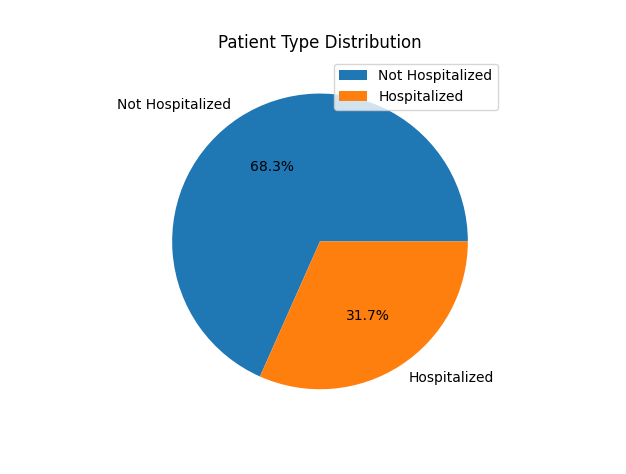 Patient Type Distribution
Not Hospitalized
Hospitalized
Not Hospitalized
68.3%
31.7%
Hospitalized